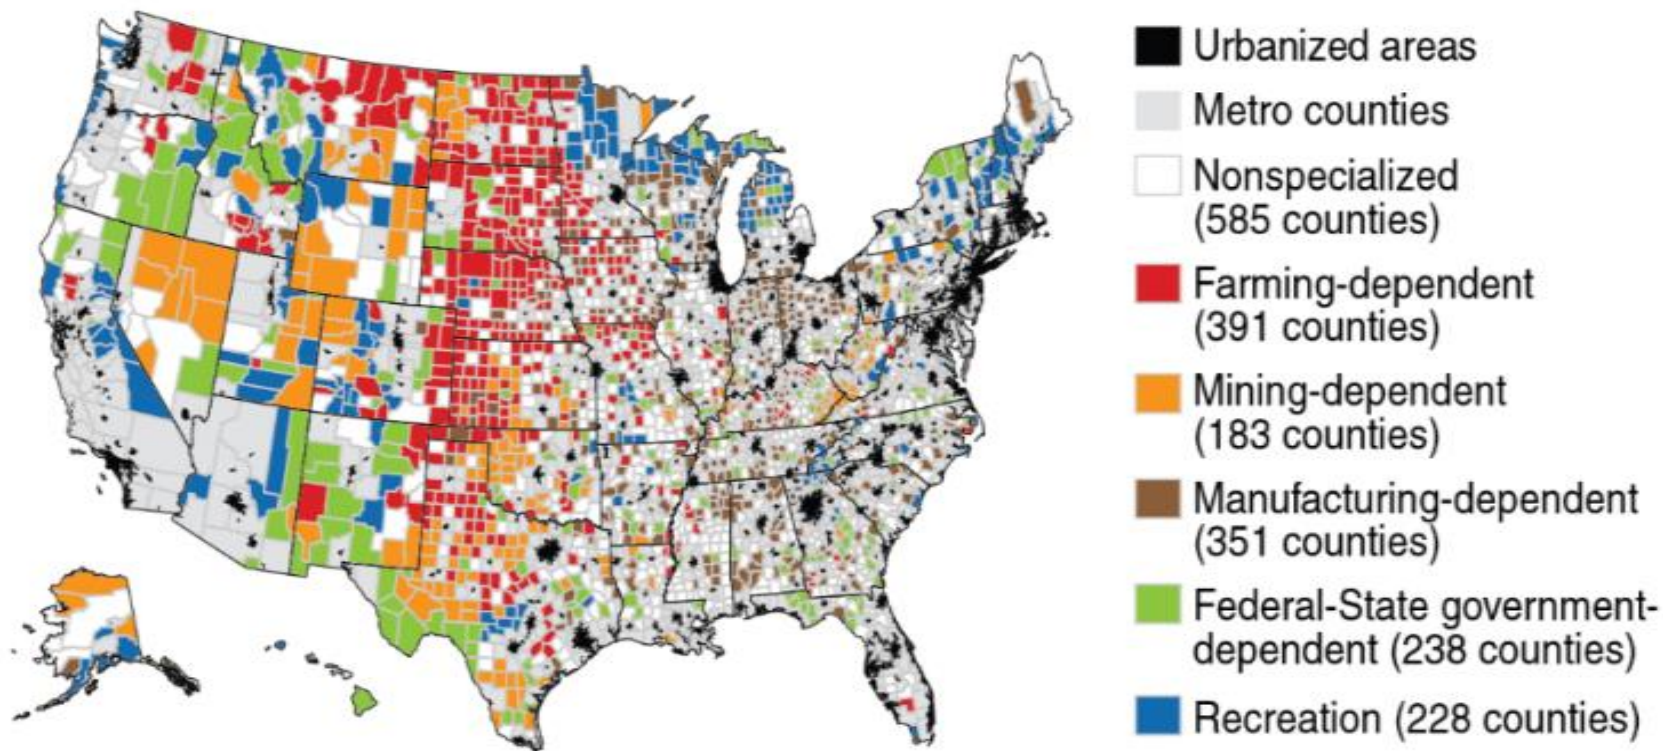 Urbanized areas
Metro counties
Nonspecialized
(585 counties)
Farming-dependent
(391 counties)
Mining-dependent
(183 counties)
Manufacturing-dependent
(351 counties)
Federal-State government-
dependent (238 counties)
Recreation (228 counties)